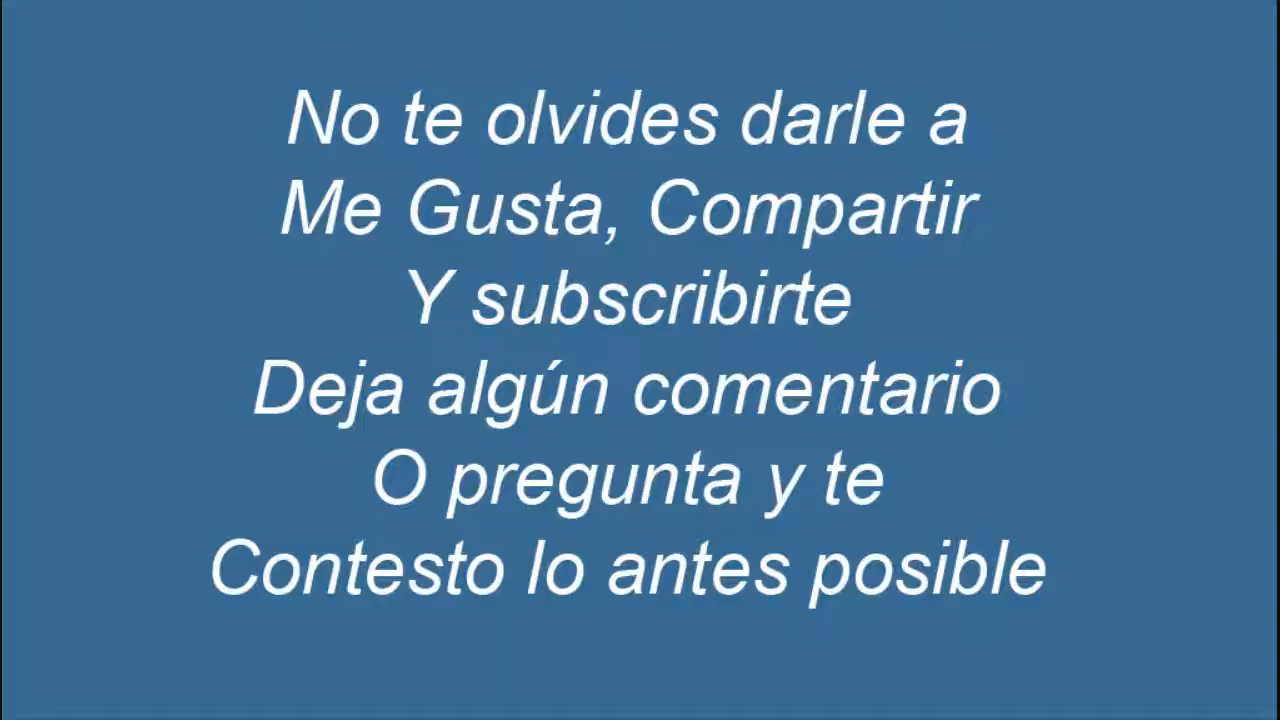 No te olvides darle a
Me Gusta, Compartir
Y subscribirte
Deja algún comentario
O pregunta y te
Contesto lo antes posible